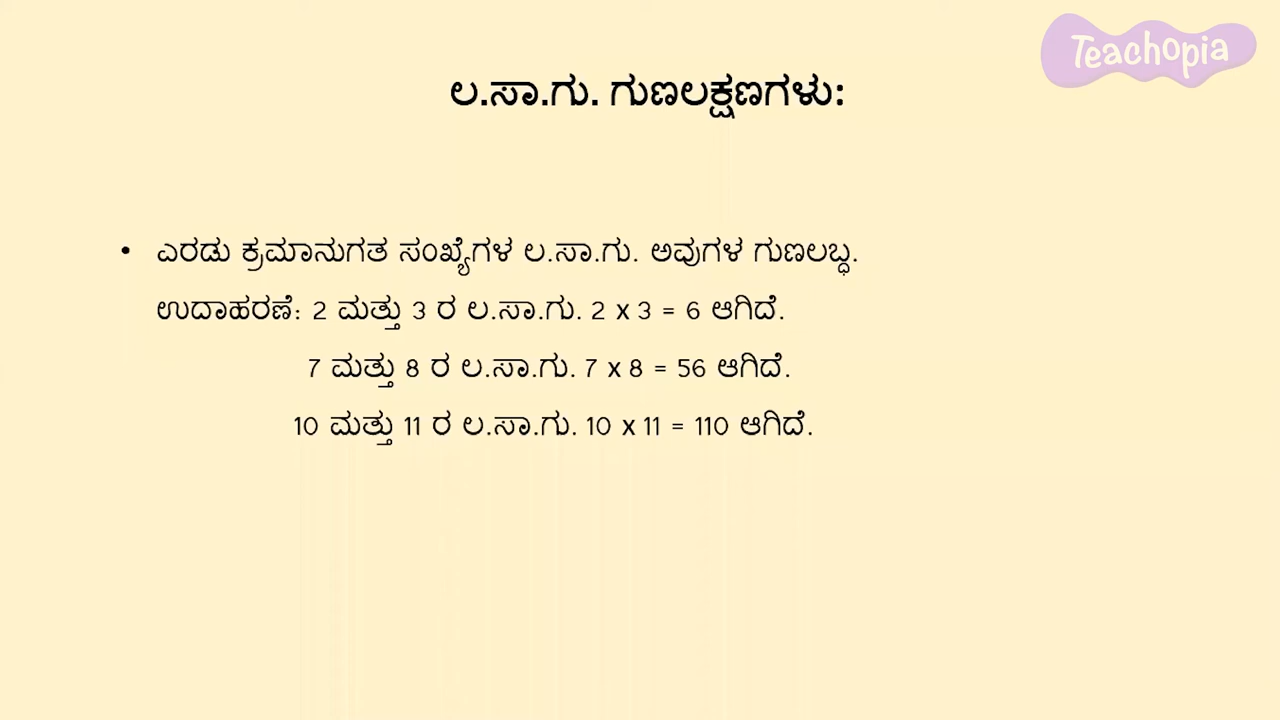 Teachopia
ಲ.ಸಾ.ಗು. ಗುಣಲಕ್ಷಣಗಳು:
• ಎರಡು ಕ್ರಮಾನುಗತ ಸಂಖ್ಯೆಗಳ ಲ.ಸಾ.ಗು. ಅವುಗಳ ಗುಣಲಬ್ಧ.
ಉದಾಹರಣೆ: 2 ಮತ್ತು 3 ರ ಲ.ಸಾ.ಗು. 2 x 3 = 6 ಆಗಿದೆ.
7 ಮತ್ತು 8 ರ ಲ.ಸಾ.ಗು. 7 x 8 = 56 ಆಗಿದೆ.
10 ಮತ್ತು 11 ರ ಲ.ಸಾ.ಗು. 10 x 11 = 110 ಆಗಿದೆ.